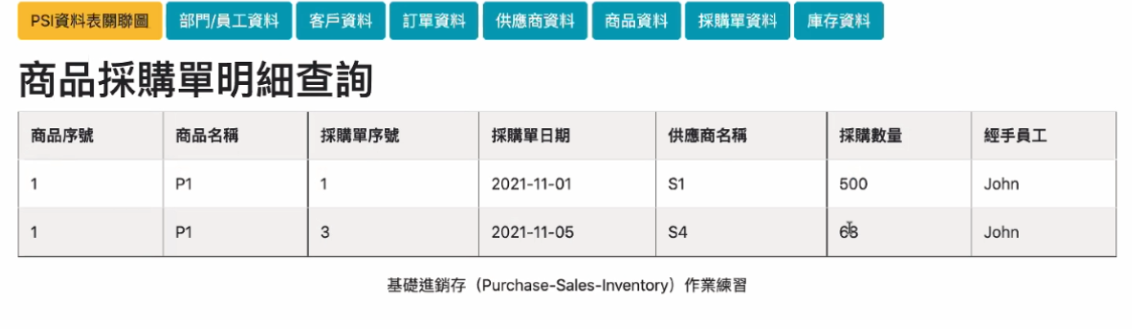 PSI資料表關聯圖 部門/員工資料 客戶資料 訂單資料 供應商資料 商品資料 採購單資料 庫存資料
商品採購單明細查詢
商品序號 商品名稱 採購單序號 採購單日期 供應商名稱 採購數量 經手員工
1 P1 1 2021-11-01 S1 500 John
1 P1 3 2021-11-05 S4 John
基礎進銷存（Purchase-Sales-Inventory）作業練習